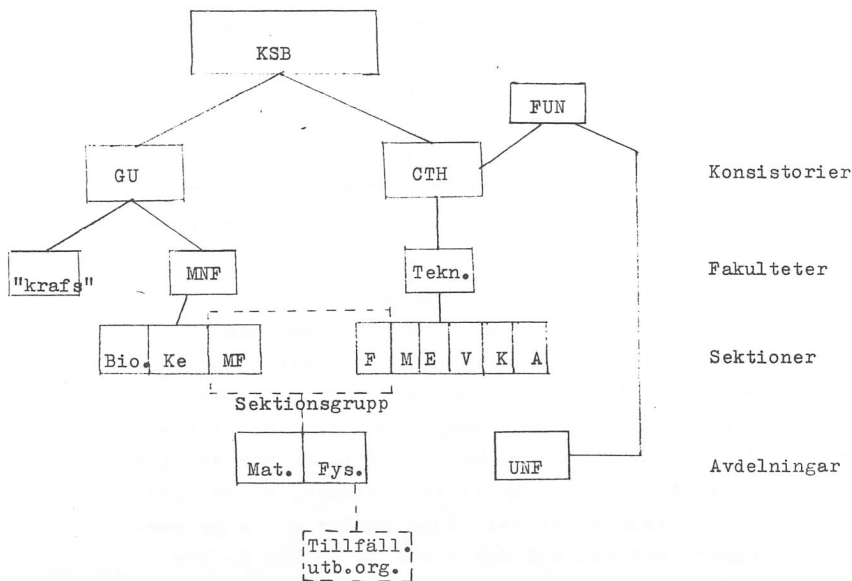 KSB
FUN
GU
CTH
Konsistorier
"krafs"
MNF
Tekn.
Fakulteter
Bio. Ke MF
F M E V K A
Sektioner
Sektionsgrupp
Mat. Fys.
UNF
Avdelningar
Tillfäll.
utb.org.